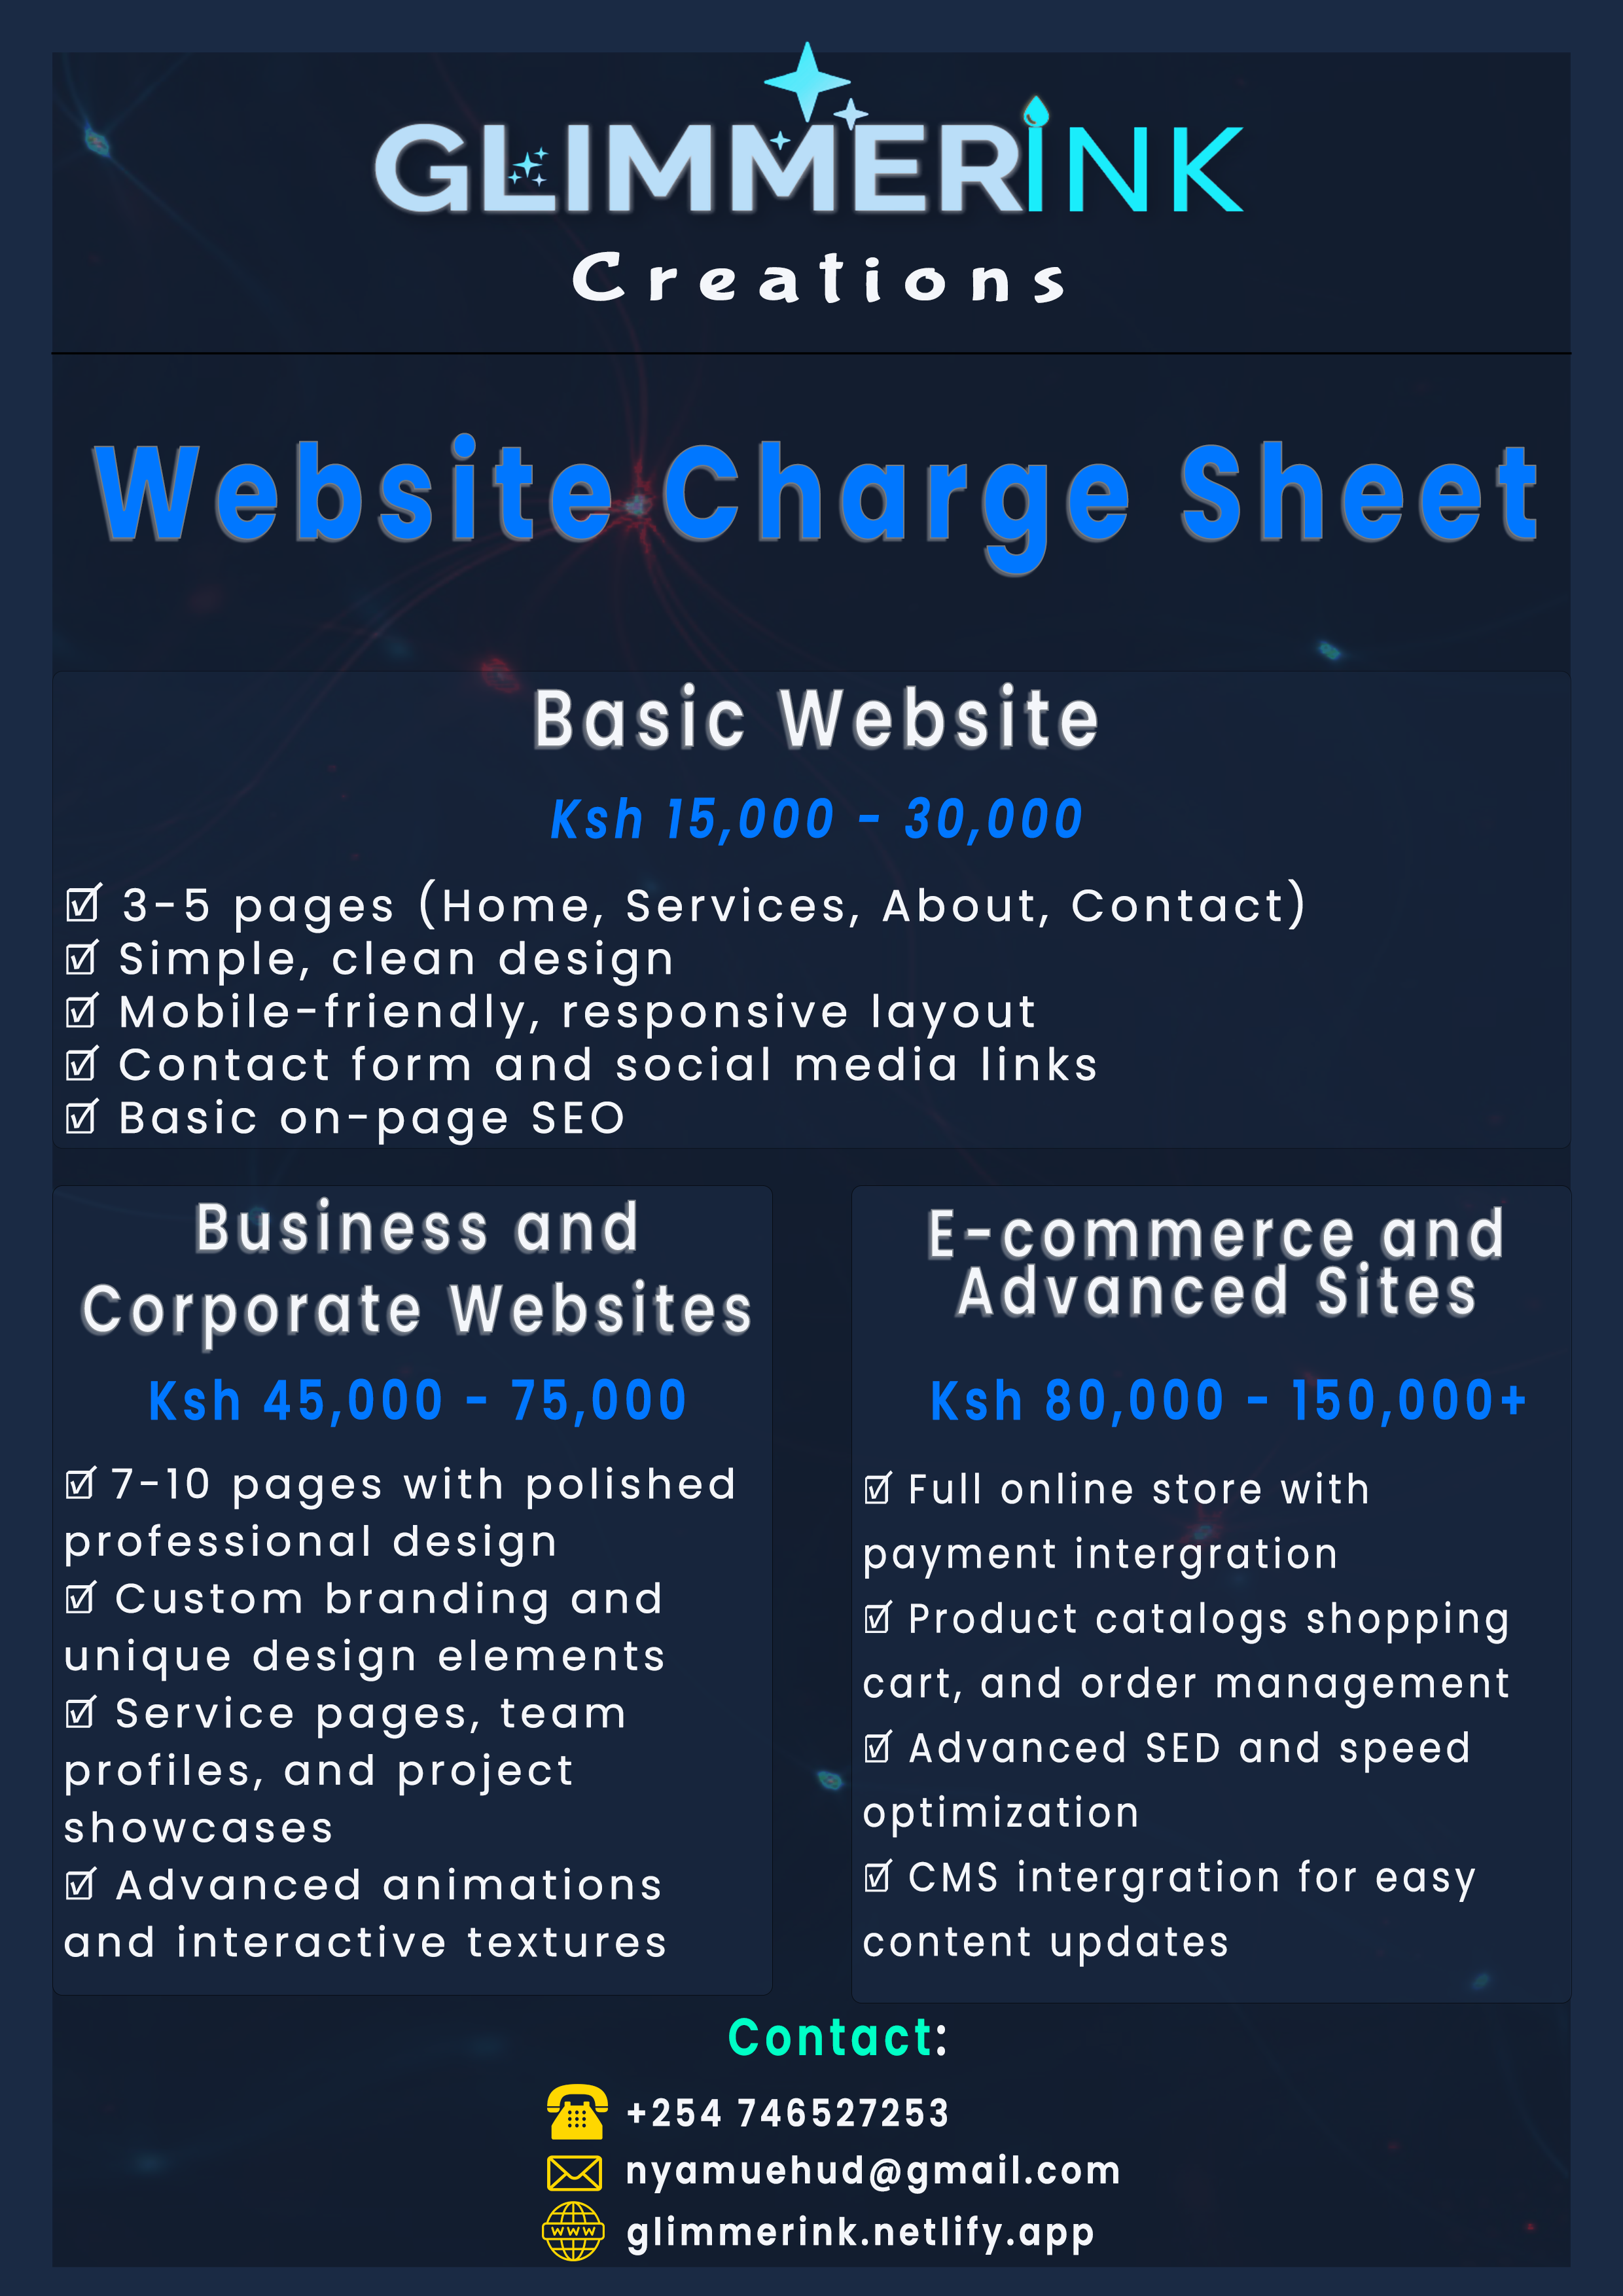 GLIMMERINK
Creations
Website Charge Sheet
Basic Website
Ksh 15,000 - 30,000
☑ 3-5 pages (Home, Services, About, Contact)
☑ Simple, clean design
☑ Mobile-friendly, responsive layout
☑ Contact form and social media links
☑ Basic on-page SEO
Business and
Corporate Websites
Ksh 45,000 - 75,000
☑ 7-10 pages with polished
professional design
☑ Custom branding and
unique design elements
☑ Service pages, team
profiles, and project
showcases
☑ Advanced animations
and interactive textures
E-commerce and
Advanced Sites
Ksh 80,000 - 150,000+
☑ Full online store with
payment intergration
☑ Product catalogs shopping
cart, and order management
☑ Advanced SED and speed
optimization
☑ CMS intergration for easy
content updates
Contact:
+254 746527253
nyamuehud@gmail.com
www glimmerink.netlify.app